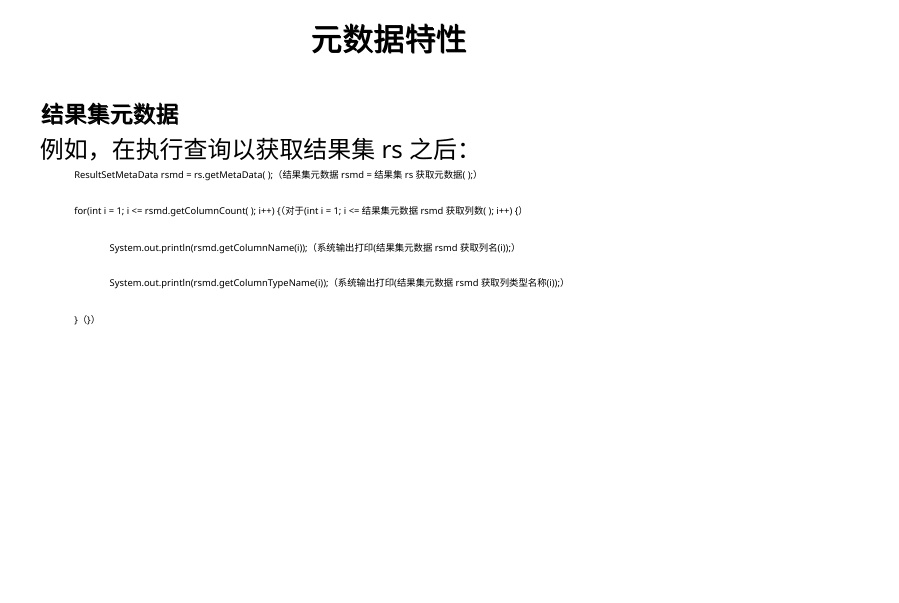 元数据特性
结果集元数据
例如，在执行查询以获取结果集 rs 之后：
ResultSetMetaData rsmd = rs.getMetaData( );（结果集元数据 rsmd = 结果集 rs 获取元数据( );）
for(int i = 1; i <= rsmd.getColumnCount( ); i++) {（对于(int i = 1; i <= 结果集元数据 rsmd 获取列数( ); i++) {）
System.out.println(rsmd.getColumnName(i));（系统输出打印(结果集元数据 rsmd 获取列名(i));）
System.out.println(rsmd.getColumnTypeName(i));（系统输出打印(结果集元数据 rsmd 获取列类型名称(i));）
}（}）